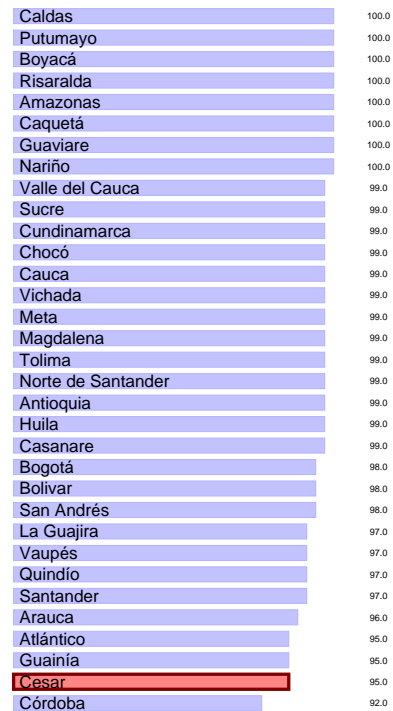 Caldas 100.0
Putumayo 100.0
Boyacá 100.0
Risaralda 100.0
Amazonas 100.0
Caquetá 100.0
Guaviare 100.0
Nariño 100.0
Valle del Cauca 99.0
Sucre 99.0
Cundinamarca 99.0
Chocó 99.0
Cauca 99.0
Vichada 99.0
Meta 99.0
Magdalena 99.0
Tolima 99.0
Norte de Santander 99.0
Antioquia 99.0
Huila 99.0
Casanare 99.0
Bogotá 98.0
Bolivar 98.0
San Andrés 98.0
La Guajira 97.0
Vaupés 97.0
Quindío 97.0
Santander 97.0
Arauca 96.0
Atlántico 95.0
Guainía 95.0
Cesar 95.0
Córdoba 92.0